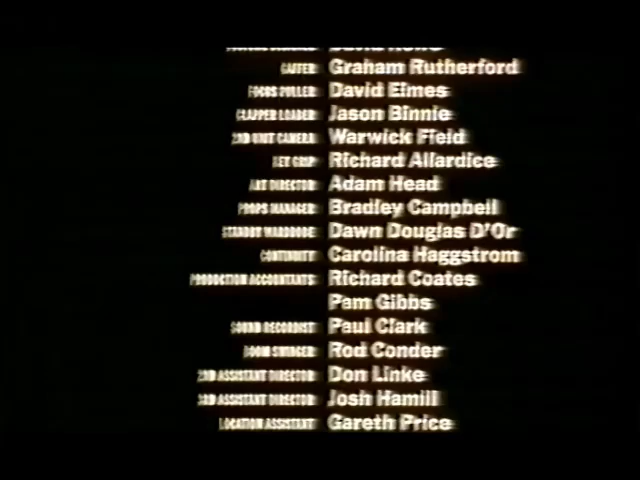 GAFFER Graham Rutherford
FOCUS PULLER David Elmes
CLAPPER LOADER Jason Binnie
2ND UNIT CAMERA Warwick Field
KEY GRIP Richard Allardice
ART DIRECTOR Adam Head
PROPS MANAGER Bradley Campbell
STANDBY WARDROBE Dawn Douglas D'Or
CONTINUITY Carolina Haggstrom
PRODUCTION ACCOUNTANTS Richard Coates
Pam Gibbs
SOUND RECORDIST Paul Clark
BOOM SWINGER Rod Conder
2ND ASSISTANT DIRECTOR Don Linke
3RD ASSISTANT DIRECTOR Josh Hamill
LOCATION ASSISTANT Gareth Price